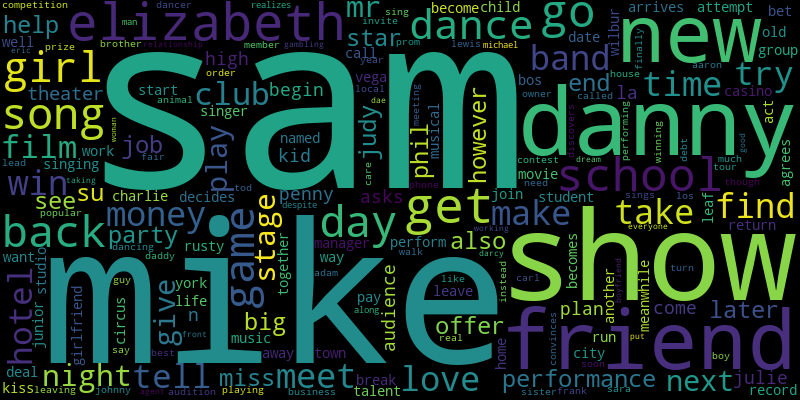 competition
man
dancer
realizes
elizabeth
mr
invite
sing
become
child
arrives
attempt
bet
help
well
brother
member
gambling
star
dance
go
date
wilbur
new
old
group
girl
eric
prize
relationship
call
prom
lewis
michael
band
house
finally
aaron
theater
high
order
year
vega
bos
end
time
try
song
start
animal
club
begin
local
dae
meeting
musical
owner
called
la
casino
sam
danny
film
work
job
singer
named
judy
phil
however
performing
winning
debt
good
act
agrees
lead
woman
fair
play
kid
care
singing
contest
movie
discovers
dream
much
tour
win
taking
su
charlie
decides
tod
penny
asks
phone
join
need
student
school
though
see
popular
money
despite
get
make
sings
los
leaf
take
find
back
party
dancing
rusty
stage
together
day
manager
perform
also
return
everyone
want
daddy
game
way
walk
working
darcy
show
mike
hotel
junior
studio
guy
york
life
adam
audience
like
leave
instead
carl
becomes
plan
another
boyfriend
meanwhile
come
later
turn
girlfriend
circus
give
n
front
big
music
pay
along
offer
real
home
run
city
friend
put
boy
deal
say
best
away
town
convinces
soon
night
tell
miss
meet
break
love
performance
next
julie
kiss
leaving
johnny
agent
audition
playing
business
talent
sister
frank
sara
record